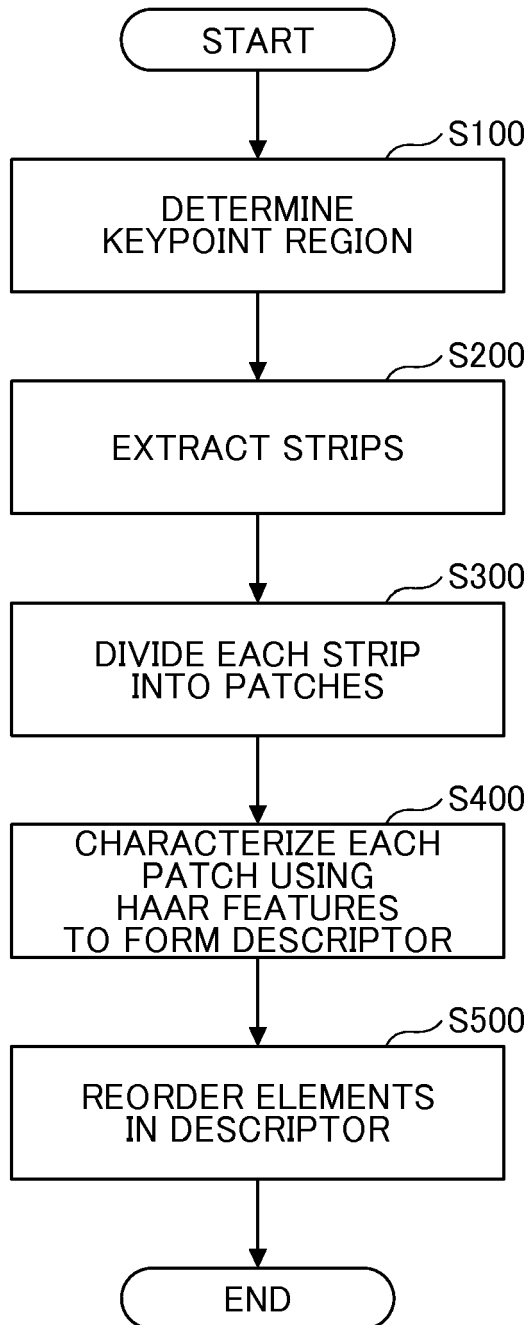 START
S100
DETERMINE
KEYPOINT REGION
S200
EXTRACT STRIPS
S300
DIVIDE EACH STRIP
INTO PATCHES
S400
CHARACTERIZE EACH
PATCH USING
HAAR FEATURES
TO FORM DESCRIPTOR
S500
REORDER ELEMENTS
IN DESCRIPTOR
END